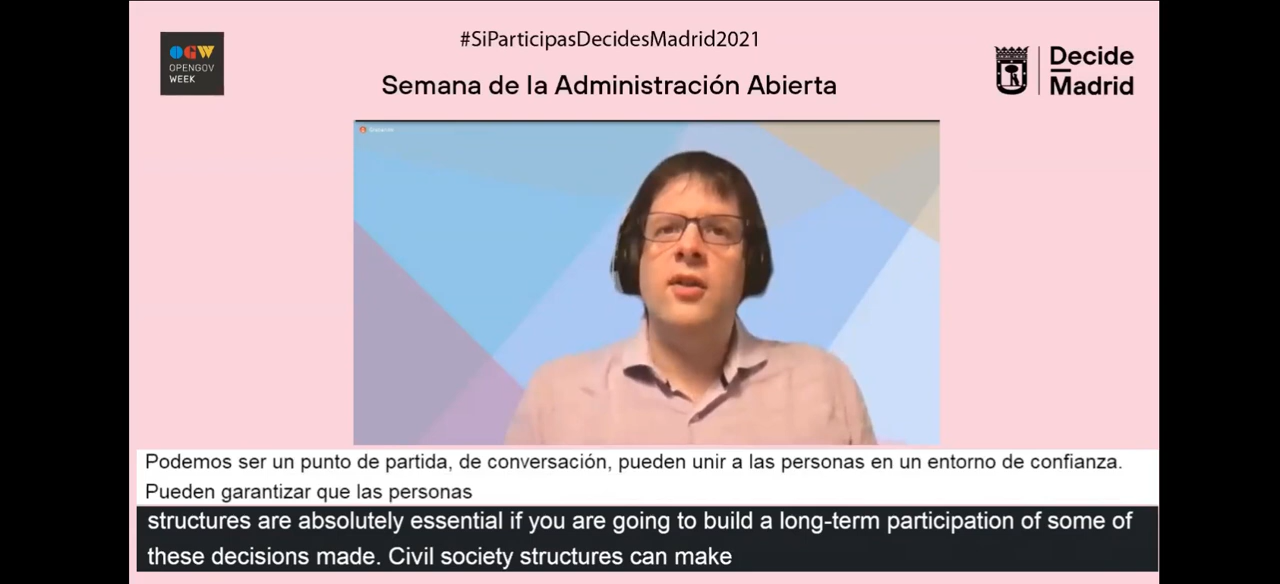 #SiParticipasDecidesMadrid2021
OGW
OPENGOV
WEEK
Semana de la Administración Abierta
Decide
Madrid
Podemos ser un punto de partida, de conversación, pueden unir a las personas en un entorno de confianza.
Pueden garantizar que las personas
structures are absolutely essential if you are going to build a long-term participation of some of
these decisions made. Civil society structures can make